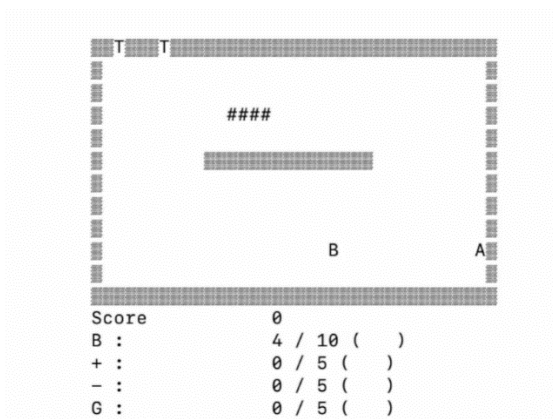 T T
####
B A
Score 0
B : 4 / 10 ( )
+ : 0 / 5 ( )
- : 0 / 5 ( )
G : 0 / 5 ( )